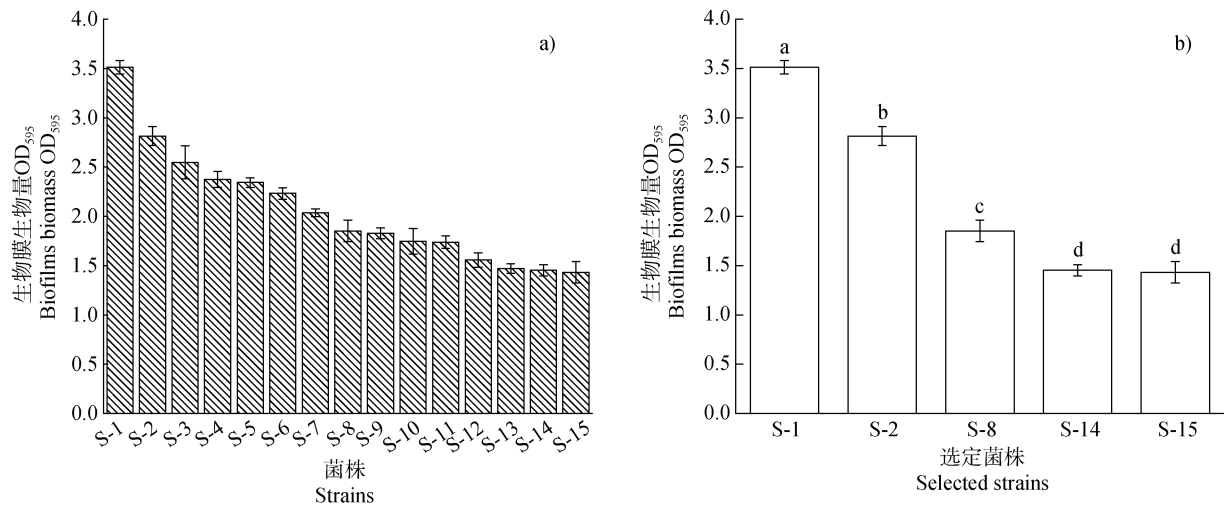 a)
生物膜生物量OD595
Biofilms biomass OD595
4.0
3.5
3.0
2.5
2.0
1.5
1.0
0.5
0.0
S-1
S-2
S-3
S-4
S-5
S-6
S-7
S-8
S-9
S-10
S-11
S-12
S-13
S-14
S-15
菌株
Strains
b)
生物膜生物量OD595
Biofilms biomass OD595
4.0
3.5
3.0
2.5
2.0
1.5
1.0
0.5
0.0
a
b
c
d
d
S-1
S-2
S-8
S-14
S-15
选定菌株
Selected strains